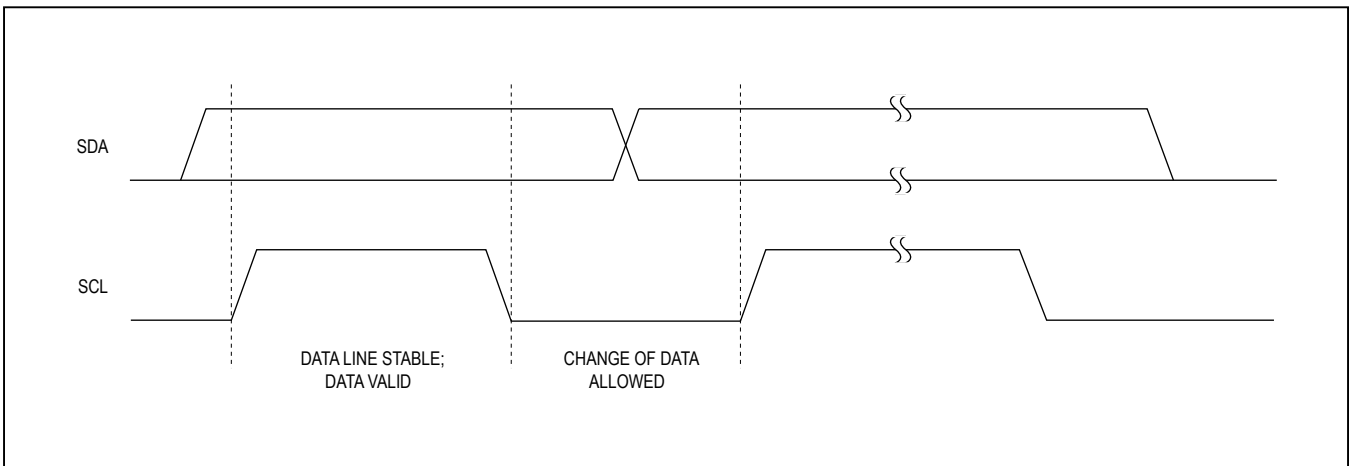 SDA
SCL
DATA LINE STABLE;
DATA VALID
CHANGE OF DATA
ALLOWED